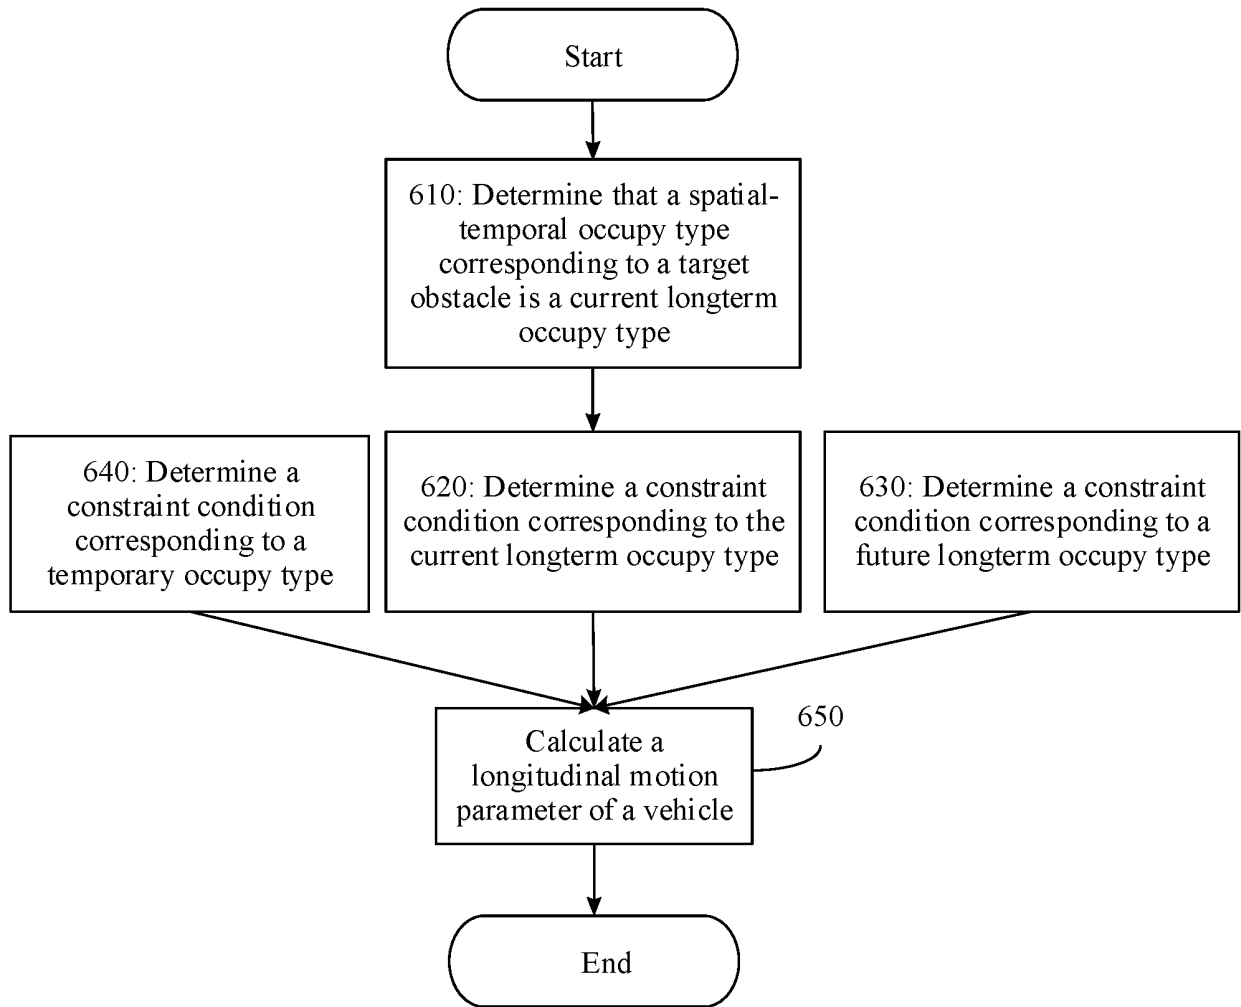 Start
610: Determine that a spatial-
temporal occupy type
corresponding to a target
obstacle is a current longterm
occupy type
640: Determine a
constraint condition
corresponding to a
temporary occupy type
620: Determine a constraint
condition corresponding to the
current longterm occupy type
630: Determine a constraint
condition corresponding to a
future longterm occupy type
650
Calculate a
longitudinal motion
parameter of a vehicle
End